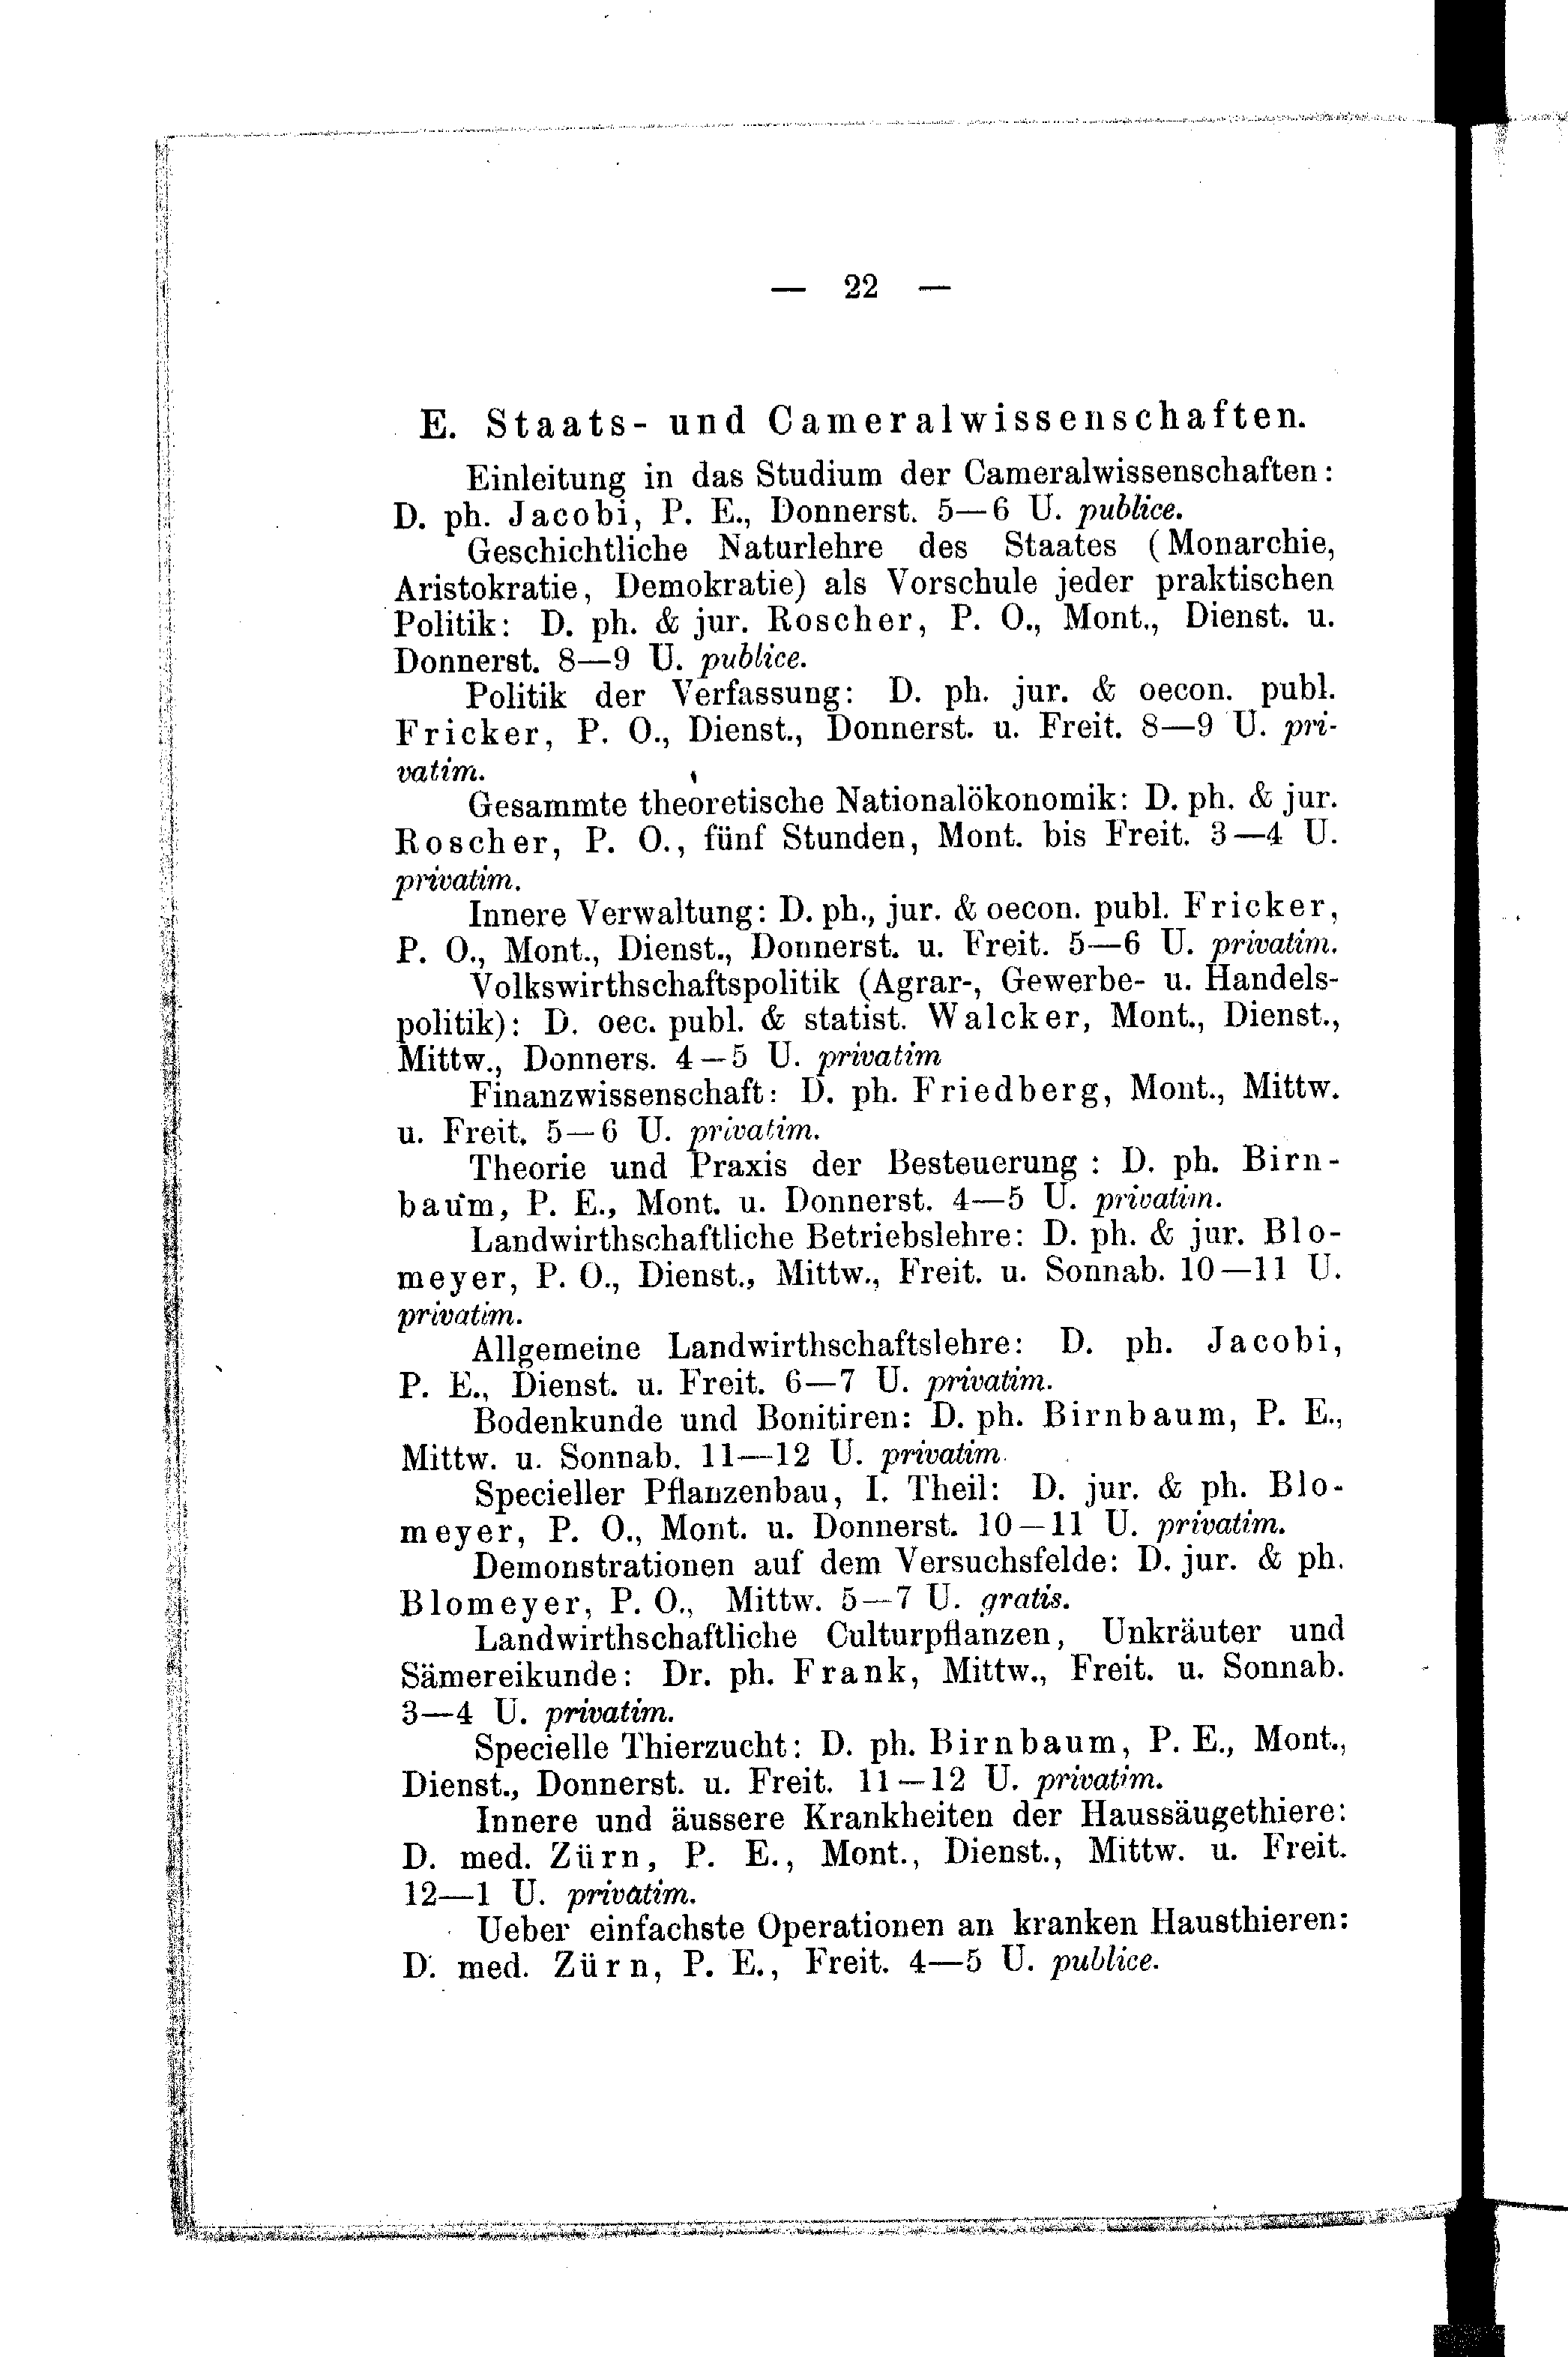 — 22 —
E. Staats- und Cameralwissenschaften.
Einleitung in das Studium der Cameralwissenschaften:
D. ph. Jacobi, P. E., Donnerst. 5—6 U. publice.
Geschichtliche Naturlehre des Staates (Monarchie,
Aristokratie, Demokratie) als Vorschule jeder praktischen
Politik: D. ph. & jur. Roscher, P. O., Mont., Dienst. u.
Donnerst. 8—9 U. publice.
Politik der Verfassung: D. ph. jur. & oecon. publ.
Fricker, P. O., Dienst., Donnerst. u. Freit. 8—9 U. pri-
vatim.
Gesammte theoretische Nationalökonomik: D. ph. & jur.
Roscher, P. O., fünf Stunden, Mont. bis Freit. 3—4 U.
privatim.
Innere Verwaltung: D. ph., jur. & oecon. publ. Fricker,
P. O., Mont., Dienst., Donnerst. u. Freit. 5—6 U. privatim.
Volkswirthschaftspolitik (Agrar-, Gewerbe- u. Handels-
politik): D. oec. publ. & statist. Walcker, Mont., Dienst.,
Mittw., Donners. 4—5 U. privatim
Finanzwissenschaft: D. ph. Friedberg, Mont., Mittw.
u. Freit. 5—6 U. privatim.
Theorie und Praxis der Besteuerung: D. ph. Birn-
baum, P. E., Mont. u. Donnerst. 4—5 U. privatim.
Landwirthschaftliche Betriebslehre: D. ph. & jur. Blo-
meyer, P. O., Dienst., Mittw., Freit. u. Sonnab. 10—11 U.
privatim.
Allgemeine Landwirthschaftslehre: D. ph. Jacobi,
P. E., Dienst. u. Freit. 6—7 U. privatim.
Bodenkunde und Bonitiren: D. ph. Birnbaum, P. E.,
Mittw. u. Sonnab. 11—12 U. privatim.
Specieller Pflanzenbau, I. Theil: D. jur. & ph. Blo-
meyer, P. O., Mont. u. Donnerst. 10—11 U. privatim.
Demonstrationen auf dem Versuchsfelde: D. jur. & ph.
Blomeyer, P. O., Mittw. 5—7 U. gratis.
Landwirthschaftliche Culturpflanzen, Unkräuter und
Sämereikunde: Dr. ph. Frank, Mittw., Freit. u. Sonnab.
3—4 U. privatim.
Specielle Thierzucht: D. ph. Birnbaum, P. E., Mont.,
Dienst., Donnerst. u. Freit. 11—12 U. privatim.
Innere und äussere Krankheiten der Haussäugethiere:
D. med. Zürn, P. E., Mont., Dienst., Mittw. u. Freit.
12—1 U. privatim.
Ueber einfachste Operationen an kranken Hausthieren:
D. med. Zürn, P. E., Freit. 4—5 U. publice.